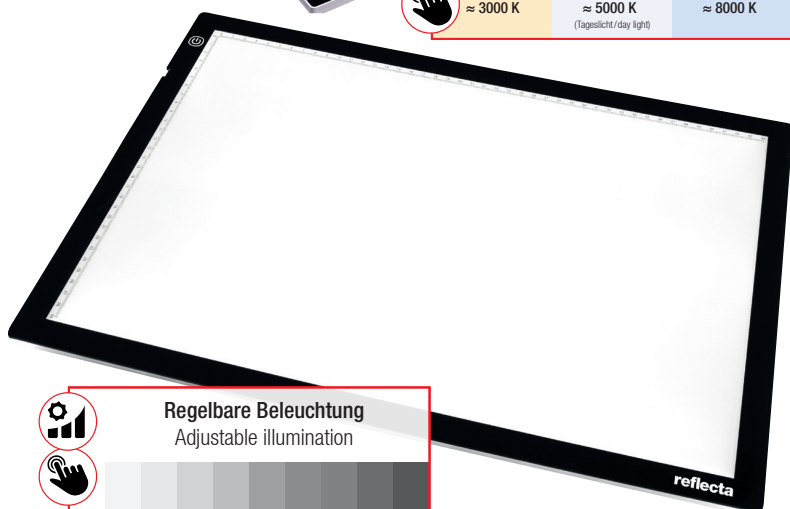 ≈ 3000 K
≈ 5000 K
≈ 8000 K
(Tageslicht / day light)
Regelbare Beleuchtung
Adjustable illumination
reflecta